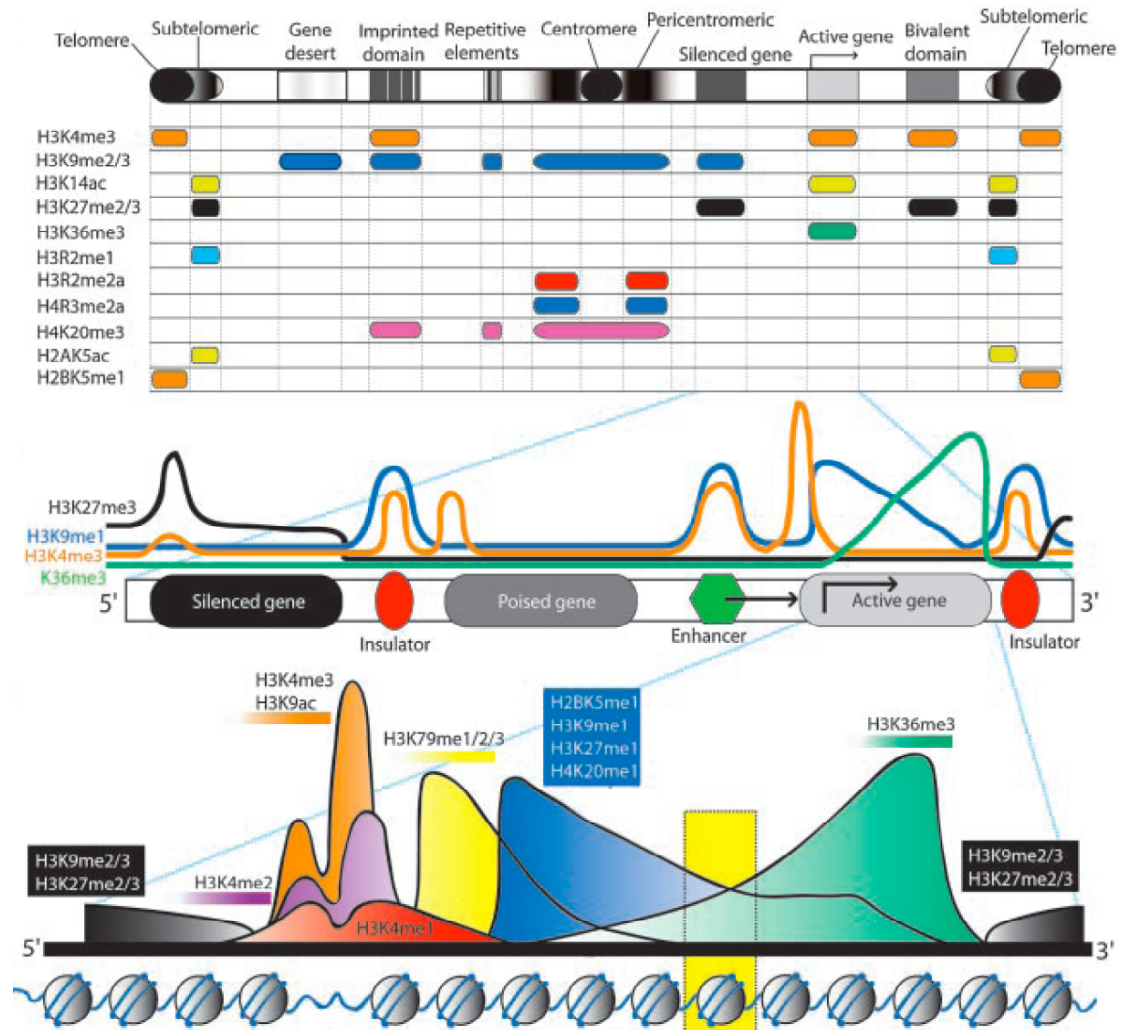 Telomere
Subtelomeric
Gene
desert
Imprinted
domain
Repetitive
elements
Centromere
Pericentromeric
Silenced gene
Active gene
Bivalent
domain
Subtelomeric
Telomere
H3K4me3
H3K9me2/3
H3K14ac
H3K27me2/3
H3K36me3
H3R2me1
H3R2me2a
H4R3me2a
H4K20me3
H2AK5ac
H2BK5me1
H3K27me3
H3K9me1
H3K4me3
K36me3
5' Silenced gene Poised gene Active gene 3'
Insulator Enhancer Insulator
H3K4me3
H3K9ac
H3K79me1/2/3
H2BK5me1
H3K9me1
H3K27me1
H4K20me1
H3K36me3
H3K9me2/3
H3K27me2/3
H3K4me2
H3K4me1
H3K9me2/3
H3K27me2/3
5' 3'